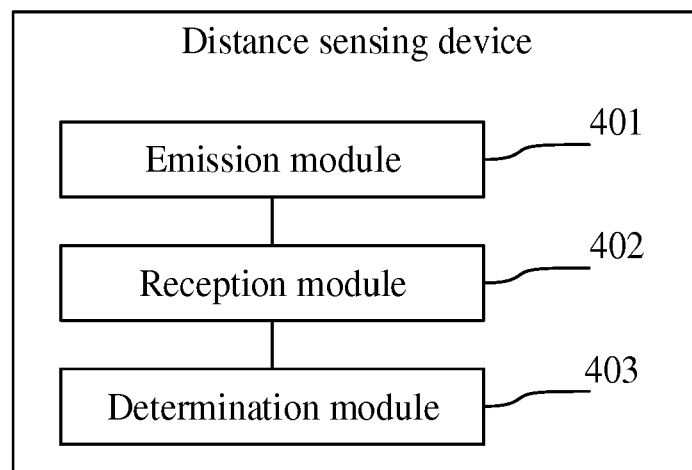 Distance sensing device
401
Emission module
402
Reception module
403
Determination module